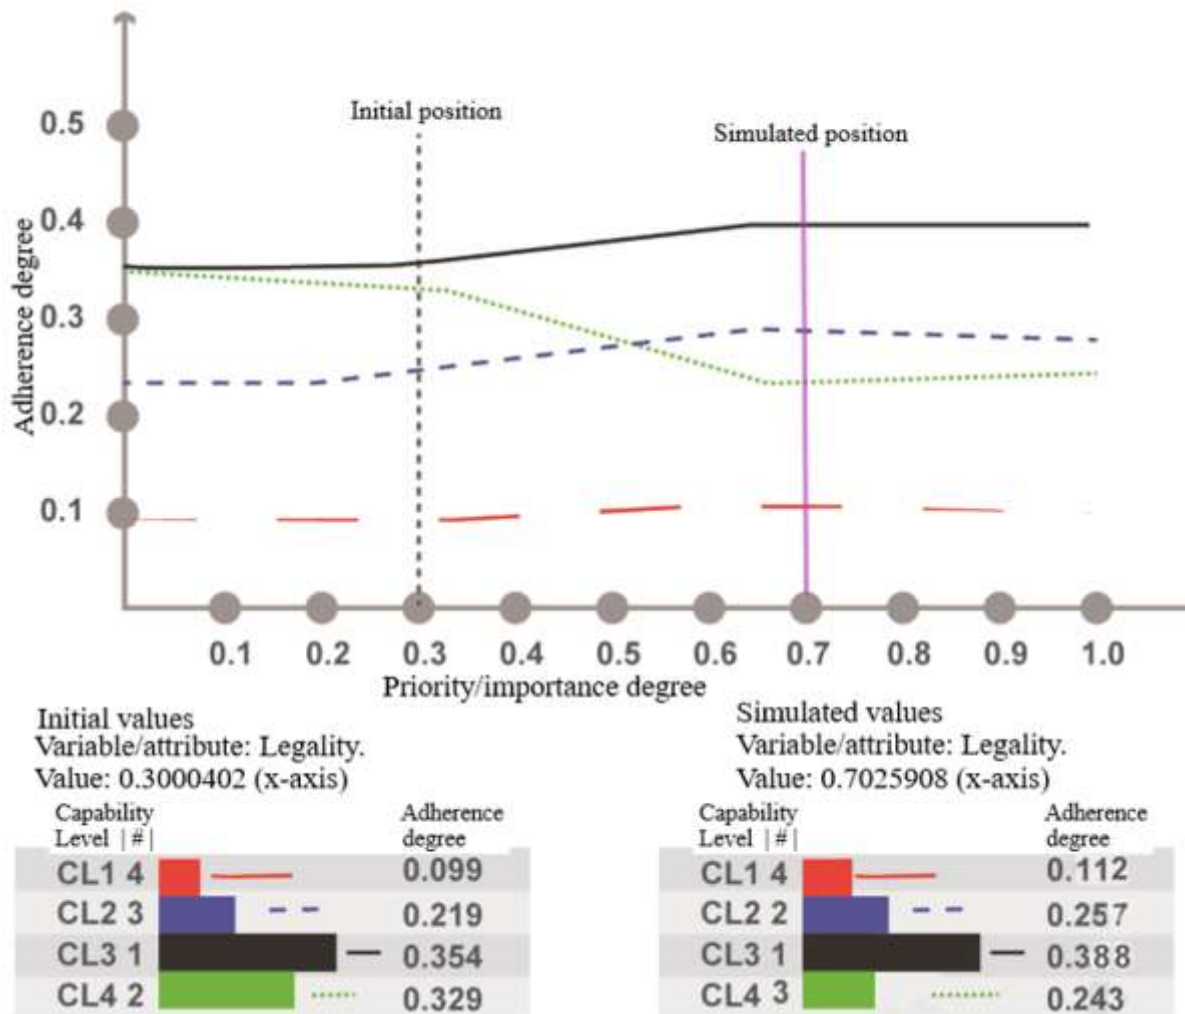 Initial position
Simulated position
0.5
0.4
0.3
0.2
0.1
Adherence degree
0.1 0.2 0.3 0.4 0.5 0.6 0.7 0.8 0.9 1.0
Priority/importance degree
Initial values
Variable/attribute: Legality.
Value: 0.3000402 (x-axis)
Capability Adherence
Level | # | degree
CL1 4 0.099
CL2 3 0.219
CL3 1 0.354
CL4 2 0.329
Simulated values
Variable/attribute: Legality.
Value: 0.7025908 (x-axis)
Capability Adherence
Level | # | degree
CL1 4 0.112
CL2 2 0.257
CL3 1 0.388
CL4 3 0.243